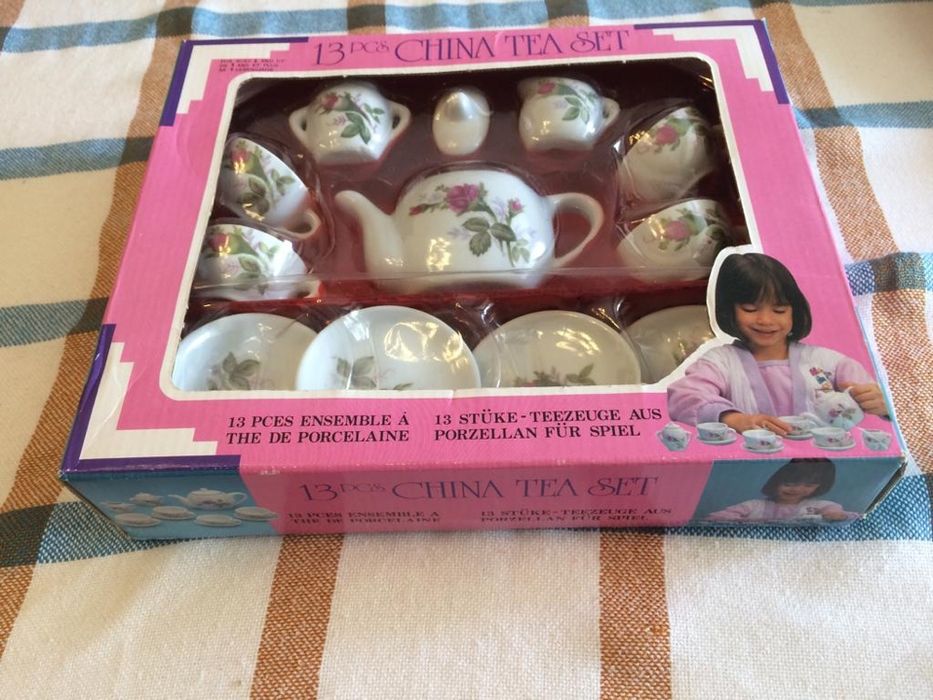 13 PCS CHINA TEA SET
13 PCES ENSEMBLE Á
THE DE PORCELAINE
13 STÜKE-TEEZEUGE AUS
PORZELLAN FÜR SPIEL
13 PCS CHINA TEA SET
13 PCES ENSEMBLE A
THE DE PORCELAINE
13 STÜKE-TEEZEUGE AUS
PORZELLAN FÜR SPIEL